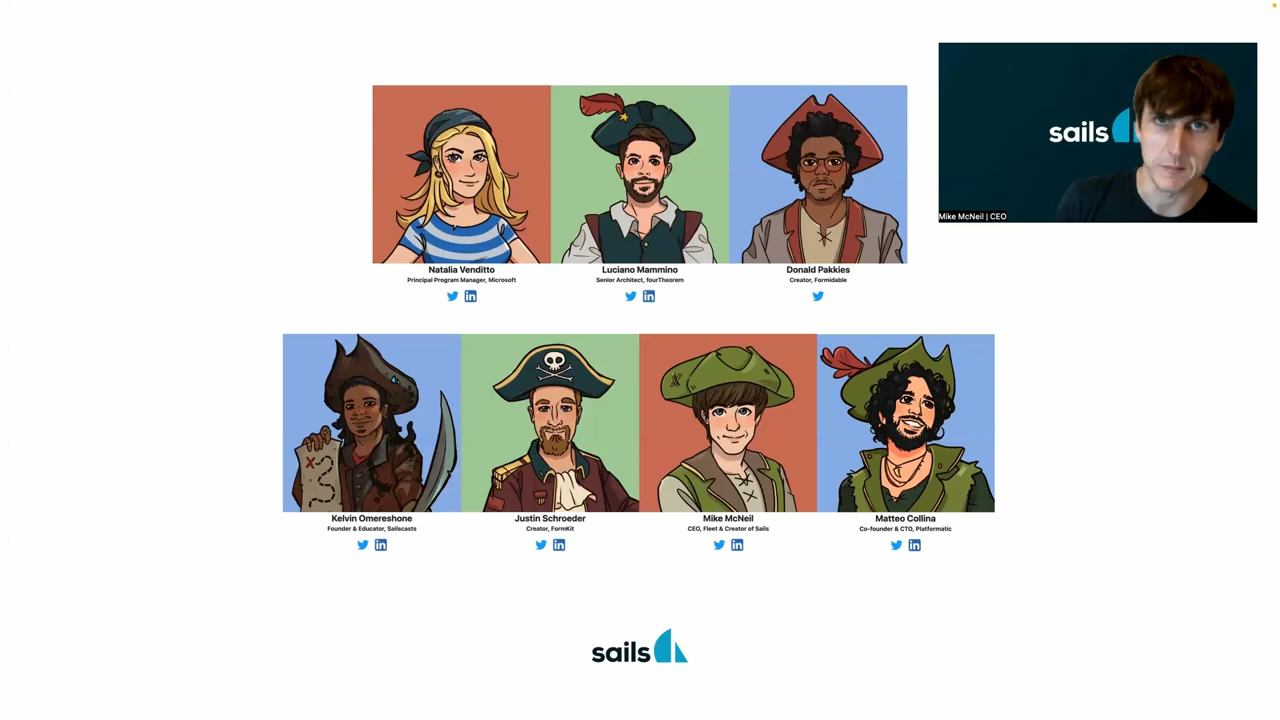 sails
Mike McNeil | CEO
Natalia Venditto
Principal Program Manager, Microsoft
Luciano Mammino
Senior Architect, fourTheorem
Donald Pakkies
Creator, Formidable
Kelvin Omereshone
Founder & Educator, Sailscasts
Justin Schroeder
Creator, FormKit
Mike McNeil
CEO, Fleet & Creator of Sails
Matteo Collina
Co-founder & CTO, Platformatic
sails